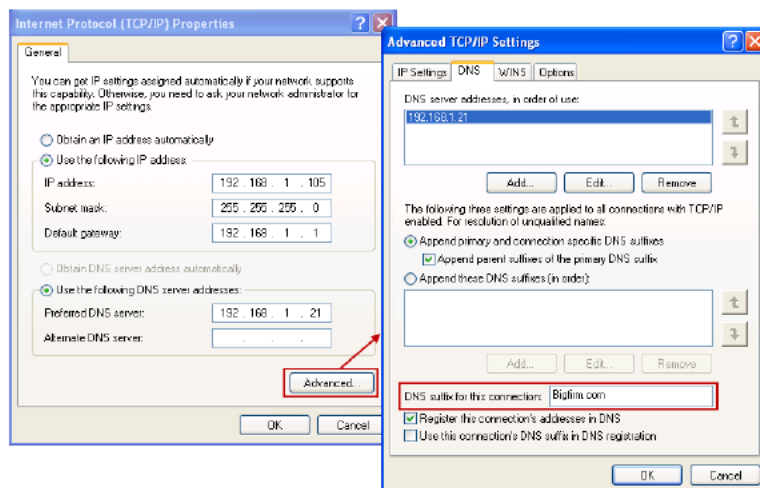 Internet Protocol (TCP/IP) Properties
General
You can get IP settings assigned automatically if your network supports
this capability. Otherwise, you need to ask your network administrator for
the appropriate IP settings.
Obtain an IP address automatically
Use the following IP address:
IP address: 192 . 168 . 1 . 105
Subnet mask: 255 . 255 . 255 . 0
Default gateway: 192 . 168 . 1 . 1
Obtain DNS server address automatically
Use the following DNS server addresses:
Preferred DNS server: 192 . 168 . 1 . 21
Alternate DNS server: . . .
Advanced...
OK Cancel
Advanced TCP/IP Settings
IP Settings DNS WINS Options
DNS server addresses, in order of use:
192.168.1.21
Add... Edit... Remove
The following three settings are applied to all connections with TCP/IP
enabled. For resolution of unqualified names:
Append primary and connection specific DNS suffixes
Append parent suffixes of the primary DNS suffix
Append these DNS suffixes (in order):
Add... Edit... Remove
DNS suffix for this connection: Bigfirm.com
Register this connection's addresses in DNS
Use this connection's DNS suffix in DNS registration
OK Cancel